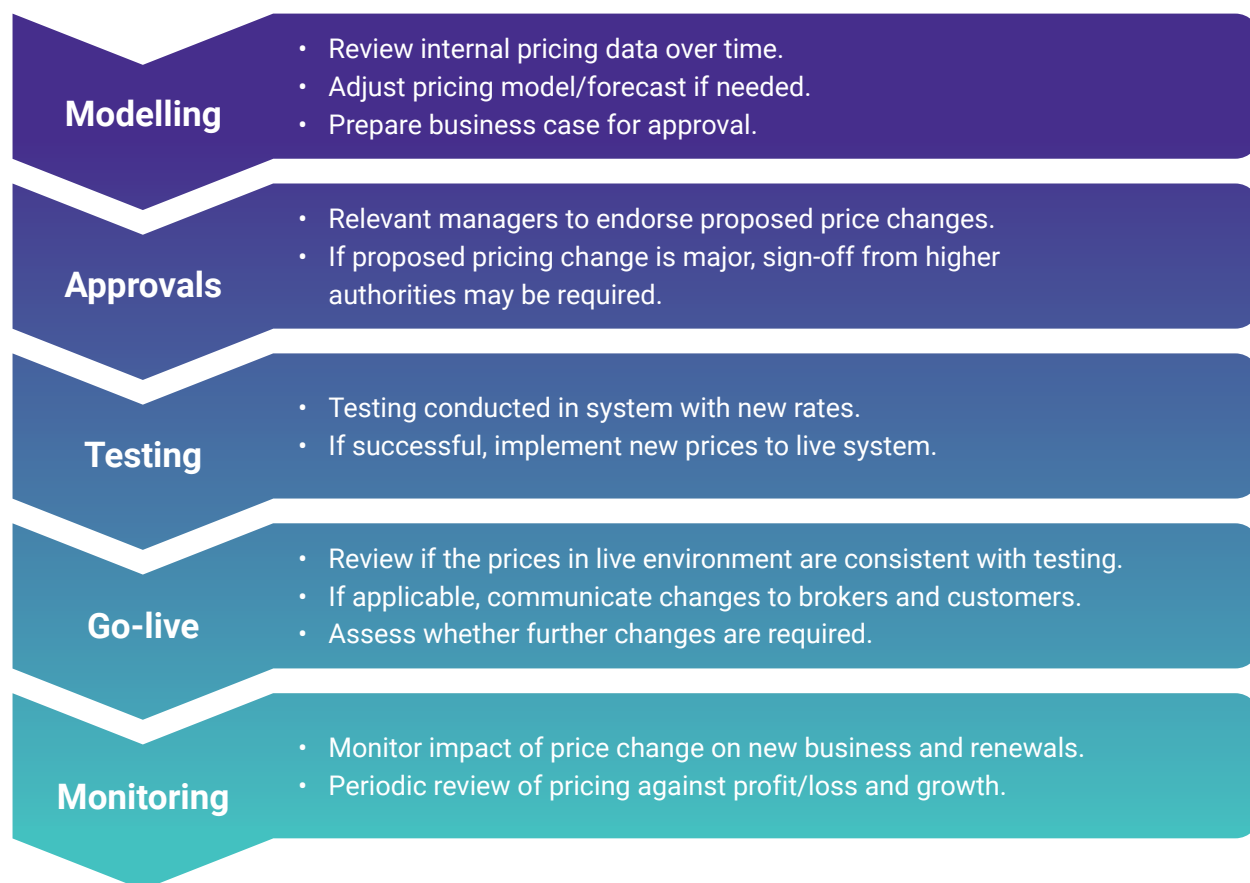 Modelling
• Review internal pricing data over time.
• Adjust pricing model/forecast if needed.
• Prepare business case for approval.
Approvals
• Relevant managers to endorse proposed price changes.
• If proposed pricing change is major, sign-off from higher
authorities may be required.
Testing
• Testing conducted in system with new rates.
• If successful, implement new prices to live system.
Go-live
• Review if the prices in live environment are consistent with testing.
• If applicable, communicate changes to brokers and customers.
• Assess whether further changes are required.
Monitoring
• Monitor impact of price change on new business and renewals.
• Periodic review of pricing against profit/loss and growth.